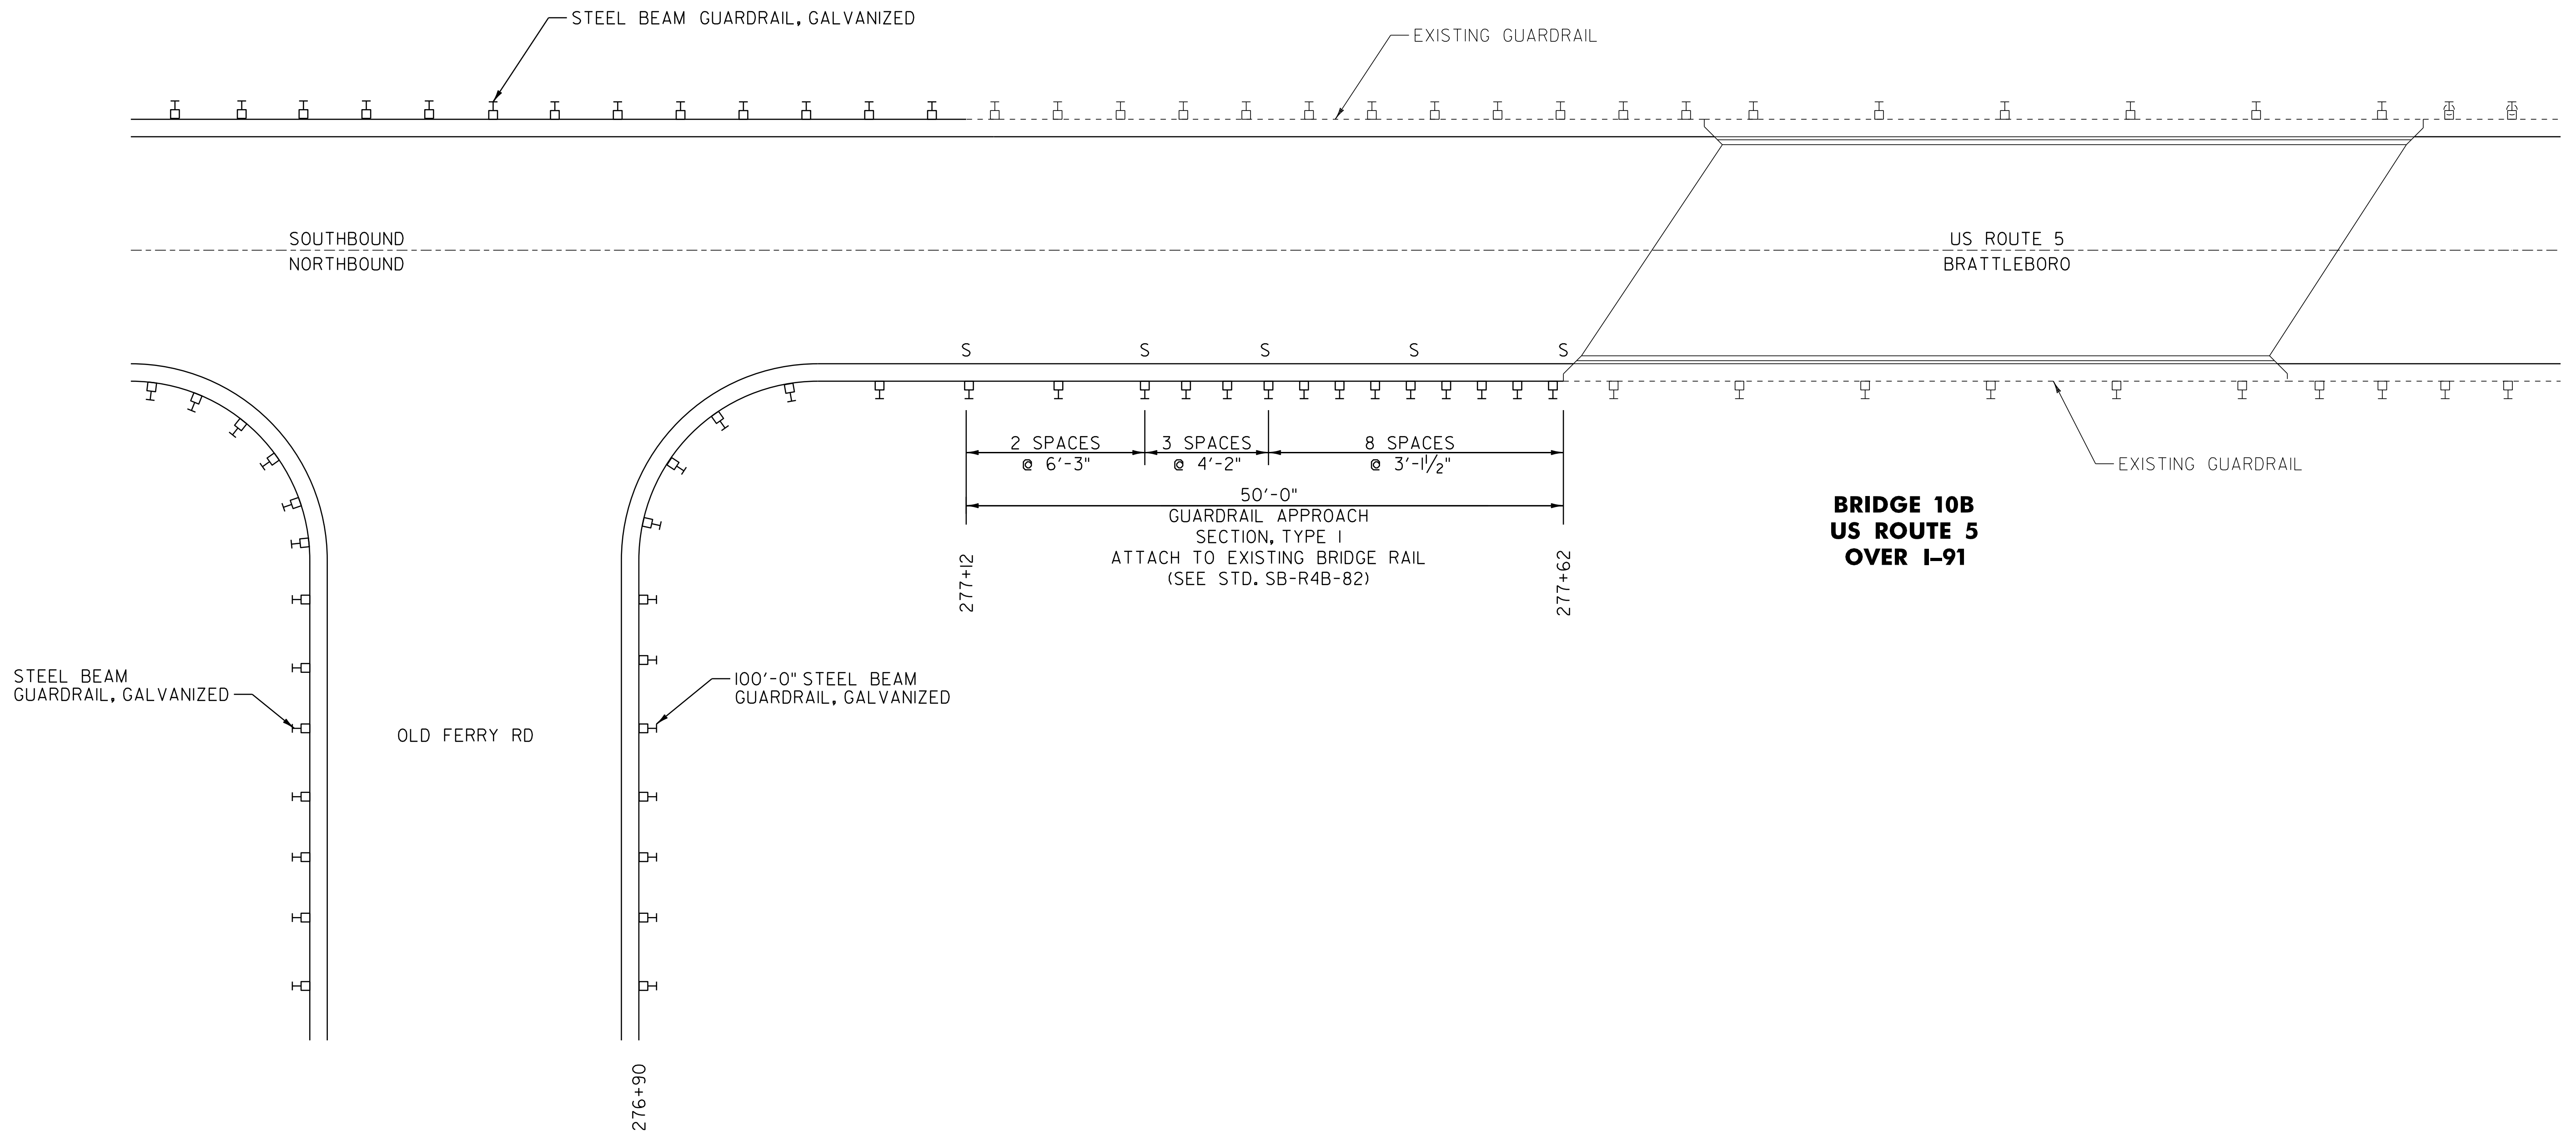 STEEL BEAM GUARDRAIL, GALVANIZED
EXISTING GUARDRAIL
SOUTHBOUND
NORTHBOUND
US ROUTE 5
BRATTLEBORO
S
S
S
S
S
2 SPACES
@ 6'-3"
3 SPACES
@ 4'-2"
8 SPACES
@ 3'-1 1/2"
50'-0"
GUARDRAIL APPROACH
SECTION, TYPE I
ATTACH TO EXISTING BRIDGE RAIL
(SEE STD. SB-R4B-82)
277+12
277+62
EXISTING GUARDRAIL
BRIDGE 10B
US ROUTE 5
OVER I-91
STEEL BEAM
GUARDRAIL, GALVANIZED
OLD FERRY RD
100'-0" STEEL BEAM
GUARDRAIL, GALVANIZED
276+90